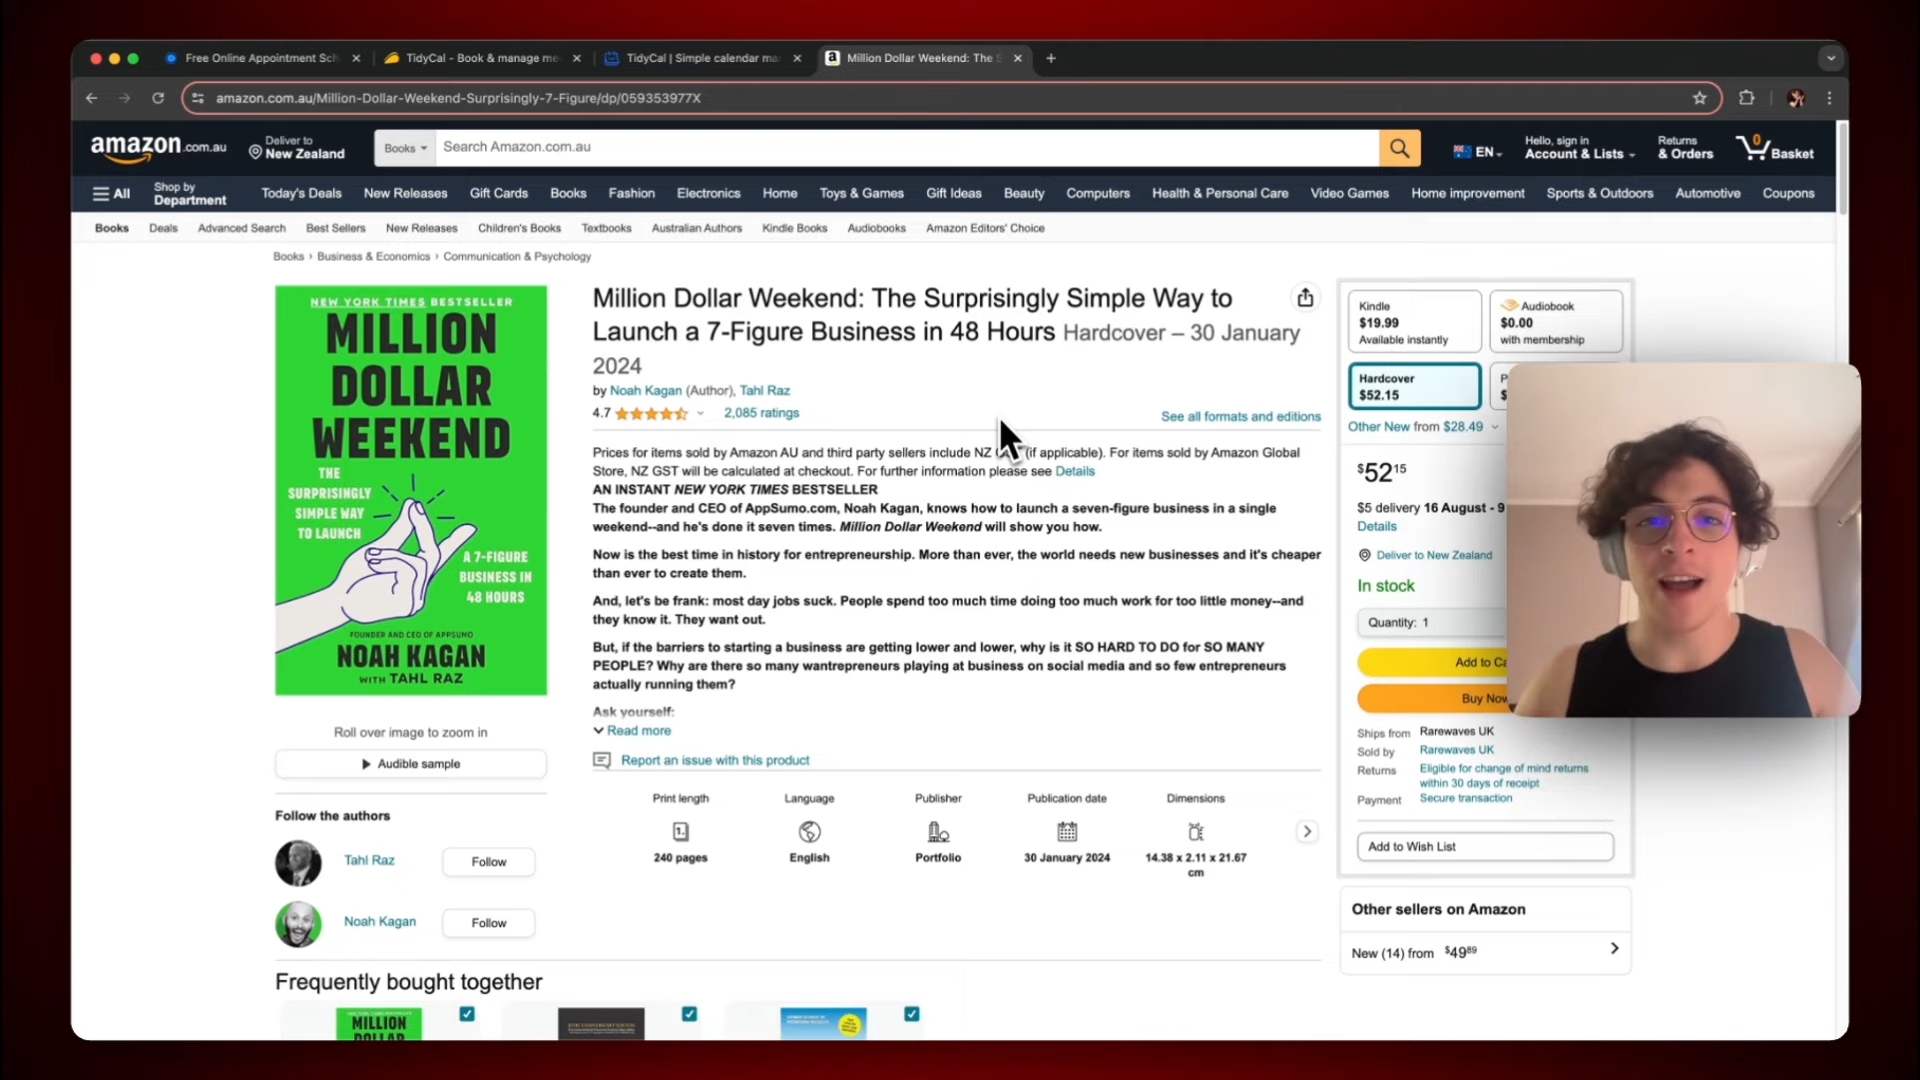 Free Online Appointment Sch
TidyCal - Book & manage me
TidyCal | Simple calendar ma
Million Dollar Weekend: The S
amazon.com.au/Million-Dollar-Weekend-Surprisingly-7-Figure/dp/059353977X
amazon.com.au
Deliver to
New Zealand
Books
Search Amazon.com.au
EN
Hello, sign in
Account & Lists
Returns
& Orders
0
Basket
All
Shop by
Department
Today's Deals
New Releases
Gift Cards
Books
Fashion
Electronics
Home
Toys & Games
Gift Ideas
Beauty
Computers
Health & Personal Care
Video Games
Home improvement
Sports & Outdoors
Automotive
Coupons
Books
Deals
Advanced Search
Best Sellers
New Releases
Children's Books
Textbooks
Australian Authors
Kindle Books
Audiobooks
Amazon Editors' Choice
Books › Business & Economics › Communication & Psychology
NEW YORK TIMES BESTSELLER
MILLION
DOLLAR
WEEKEND
THE
SURPRISINGLY
SIMPLE WAY
TO LAUNCH
A 7-FIGURE
BUSINESS IN
48 HOURS
FOUNDER AND CEO OF APPSUMO
NOAH KAGAN
WITH TAHL RAZ
Roll over image to zoom in
Audible sample
Follow the authors
Tahl Raz
Follow
Noah Kagan
Follow
Million Dollar Weekend: The Surprisingly Simple Way to
Launch a 7-Figure Business in 48 Hours Hardcover – 30 January
2024
by Noah Kagan (Author), Tahl Raz
4.7
2,085 ratings
See all formats and editions
Prices for items sold by Amazon AU and third party sellers include NZ (if applicable). For items sold by Amazon Global
Store, NZ GST will be calculated at checkout. For further information please see Details
AN INSTANT NEW YORK TIMES BESTSELLER
The founder and CEO of AppSumo.com, Noah Kagan, knows how to launch a seven-figure business in a single
weekend--and he's done it seven times. Million Dollar Weekend will show you how.
Now is the best time in history for entrepreneurship. More than ever, the world needs new businesses and it's cheaper
than ever to create them.
And, let's be frank: most day jobs suck. People spend too much time doing too much work for too little money--and
they know it. They want out.
But, if the barriers to starting a business are getting lower and lower, why is it SO HARD TO DO for SO MANY
PEOPLE? Why are there so many wantrepreneurs playing at business on social media and so few entrepreneurs
actually running them?
Ask yourself:
Read more
Report an issue with this product
Print length
240 pages
Language
English
Publisher
Portfolio
Publication date
30 January 2024
Dimensions
14.38 x 2.11 x 21.67
cm
Kindle
$19.99
Available instantly
Audiobook
$0.00
with membership
Hardcover
$52.15
Other New from $28.49
$52 15
$5 delivery 16 August - 9
Details
Deliver to New Zealand
In stock
Quantity: 1
Add to Ca
Buy Now
Ships from Rarewaves UK
Sold by Rarewaves UK
Returns Eligible for change of mind returns
within 30 days of receipt
Payment Secure transaction
Add to Wish List
Other sellers on Amazon
New (14) from $49 89
Frequently bought together
MILLION
DOLLAR